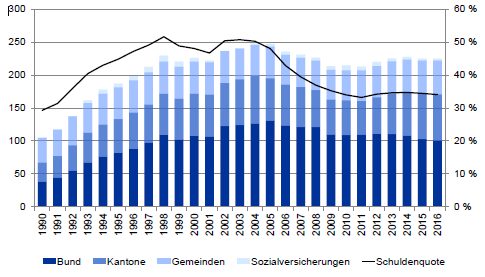 300 60 %
250 50 %
200 40 %
150 30 %
100 20 %
50 10 %
0 0 %
1990 1991 1992 1993 1994 1995 1996 1997 1998 1999 2000 2001 2002 2003 2004 2005 2006 2007 2008 2009 2010 2011 2012 2013 2014 2015 2016
Bund Kantone Gemeinden Sozialversicherungen Schuldenquote